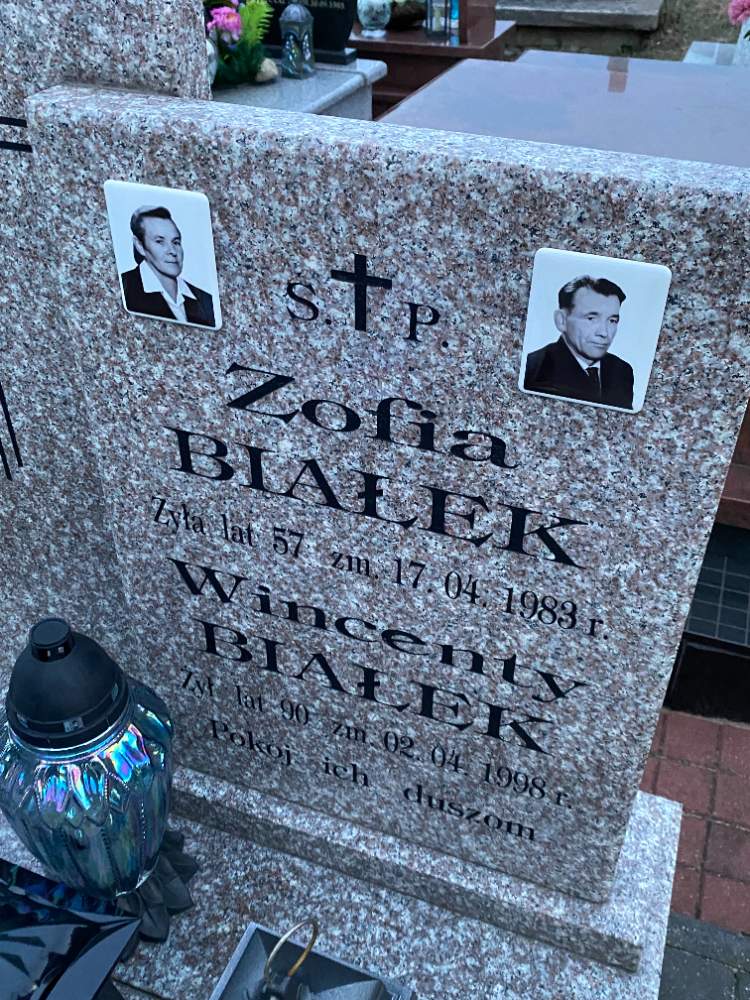 S. P.
Zofia
BIAŁEK
Żyła lat 57 zm. 17. 04. 1983 r.
Wincenty
BIAŁEK
Żył lat 90 zm. 02. 04. 1998 r.
Pokój ich duszom